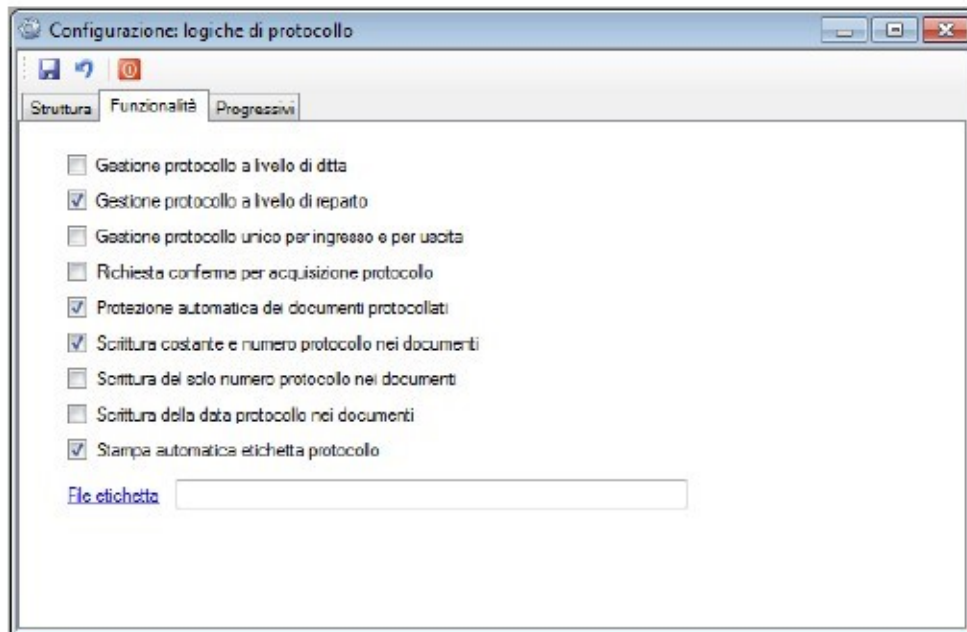 Configurazione: logiche di protocollo
Struttura Funzionalità Progressivi
Gestione protocollo a livello di ditta
Gestione protocollo a livello di reparto
Gestione protocollo unico per ingresso e per uscita
Richiesta conferma per acquisizione protocollo
Protezione automatica dei documenti protocollati
Scrittura costante e numero protocollo nei documenti
Scrittura del solo numero protocollo nei documenti
Scrittura della data protocollo nei documenti
Stampa automatica etichetta protocollo
File etichetta